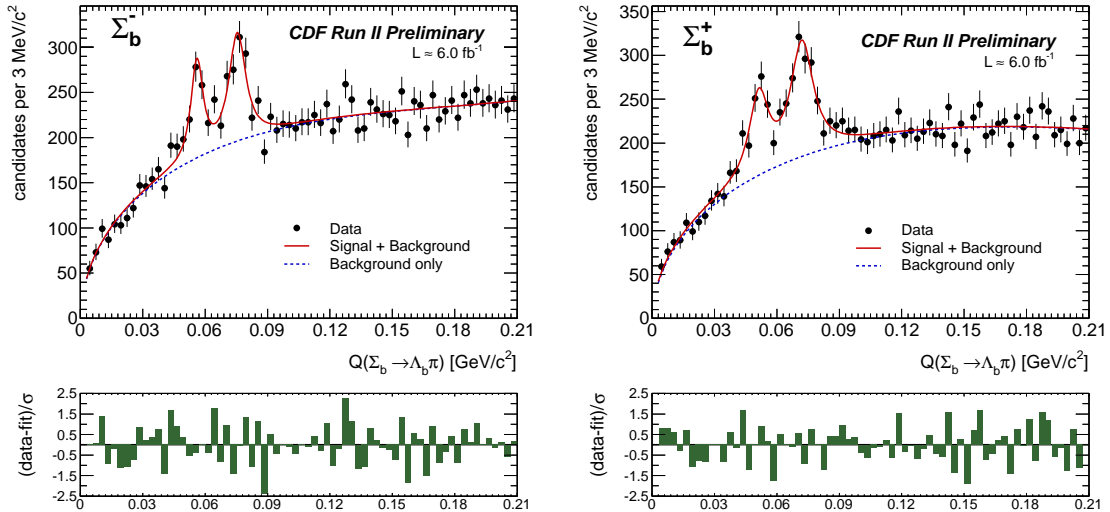 Σb-
CDF Run II Preliminary
L ≈ 6.0 fb-1
candidates per 3 MeV/c2
300
250
200
150
100
50
0
Data
Signal + Background
Background only
0 0.03 0.06 0.09 0.12 0.15 0.18 0.21
Q(Σb →Λbπ) [GeV/c2]
(data-fit)/σ
2.5
1.5
0.5
-0.5
-1.5
-2.5
0 0.03 0.06 0.09 0.12 0.15 0.18 0.21
Σb+
CDF Run II Preliminary
L ≈ 6.0 fb-1
candidates per 3 MeV/c2
350
300
250
200
150
100
50
0
Data
Signal + Background
Background only
0 0.03 0.06 0.09 0.12 0.15 0.18 0.21
Q(Σb →Λbπ) [GeV/c2]
(data-fit)/σ
2.5
1.5
0.5
-0.5
-1.5
-2.5
0 0.03 0.06 0.09 0.12 0.15 0.18 0.21